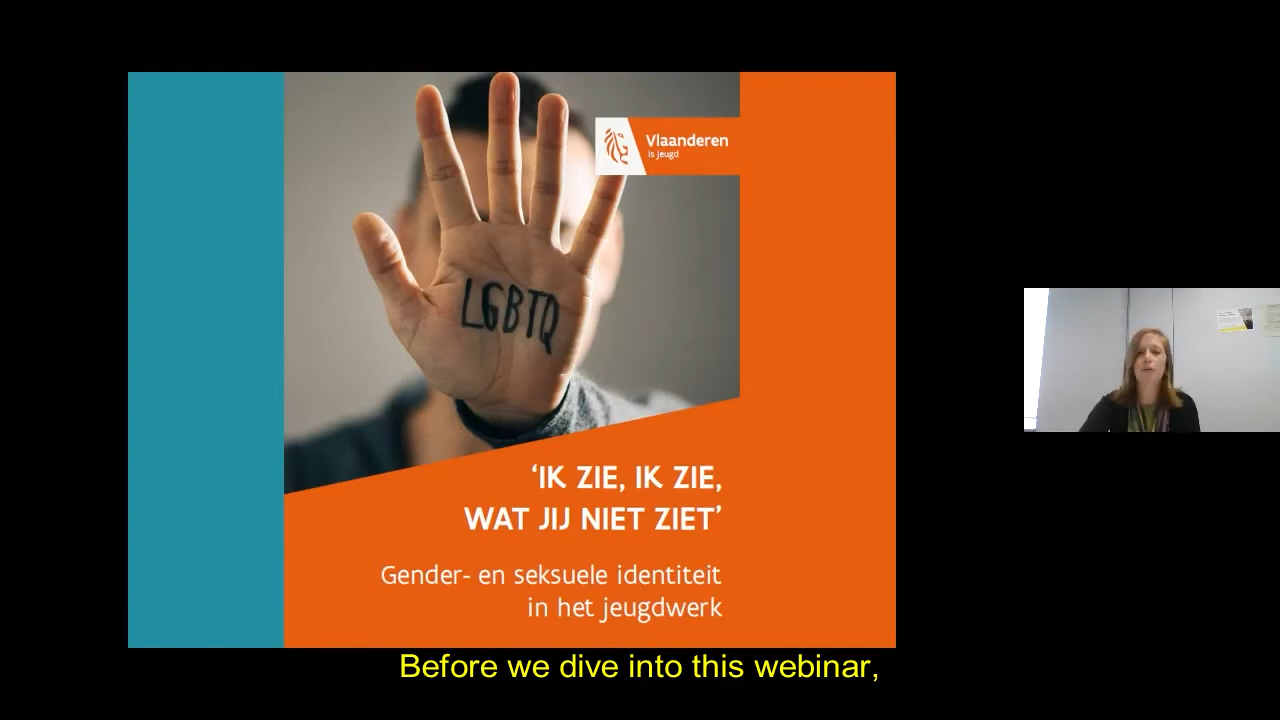 Vlaanderen
is jeugd
LGBTQ
‘IK ZIE, IK ZIE,
WAT JIJ NIET ZIET’
Gender- en seksuele identiteit
in het jeugdwerk
Before we dive into this webinar,